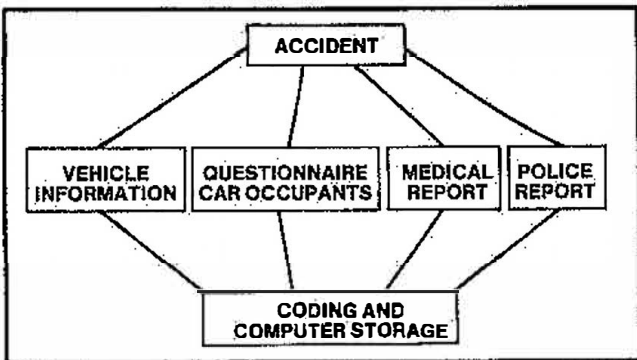 ACCIDENT
VEHICLE
INFORMATION
QUESTIONNAIRE
CAR OCCUPANTS
MEDICAL
REPORT
POLICE
REPORT
CODING AND
COMPUTER STORAGE